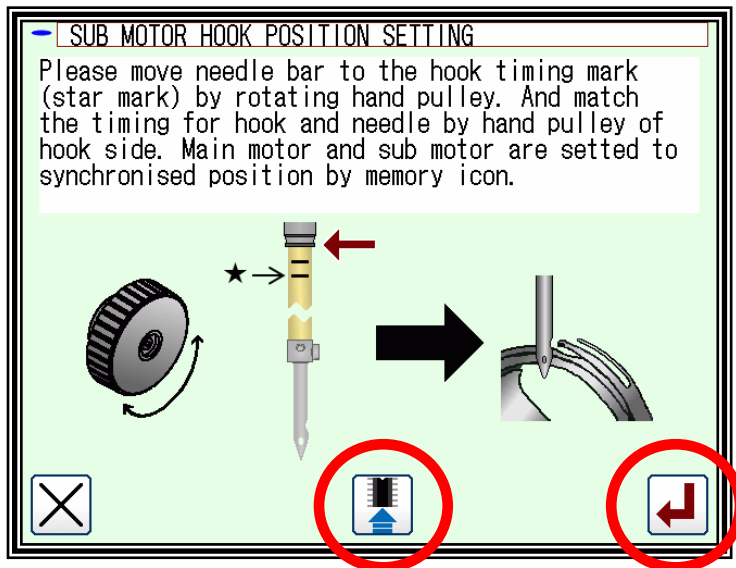 SUB MOTOR HOOK POSITION SETTING
Please move needle bar to the hook timing mark
(star mark) by rotating hand pulley. And match
the timing for hook and needle by hand pulley of
hook side. Main motor and sub motor are setted to
synchronised position by memory icon.
★→